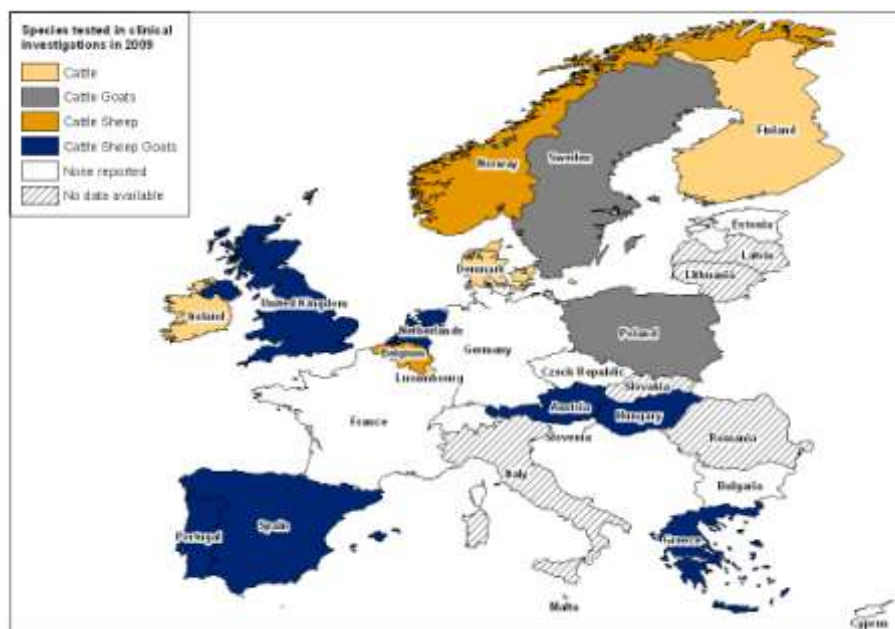 Species tested in clinical
investigations in 2009
Cattle
Cattle Goats
Cattle Sheep
Cattle Sheep Goats
None reported
No data available
Finland
Norway
Sweden
Estonia
Latvia
Lithuania
Denmark
Ireland
United Kingdom
Netherlands
Poland
Belgium
Germany
Luxembourg
Czech Republic
Slovakia
Austria
Hungary
France
Slovenia
Romania
Italy
Bulgaria
Portugal
Spain
Greece
Malta
Cyprus